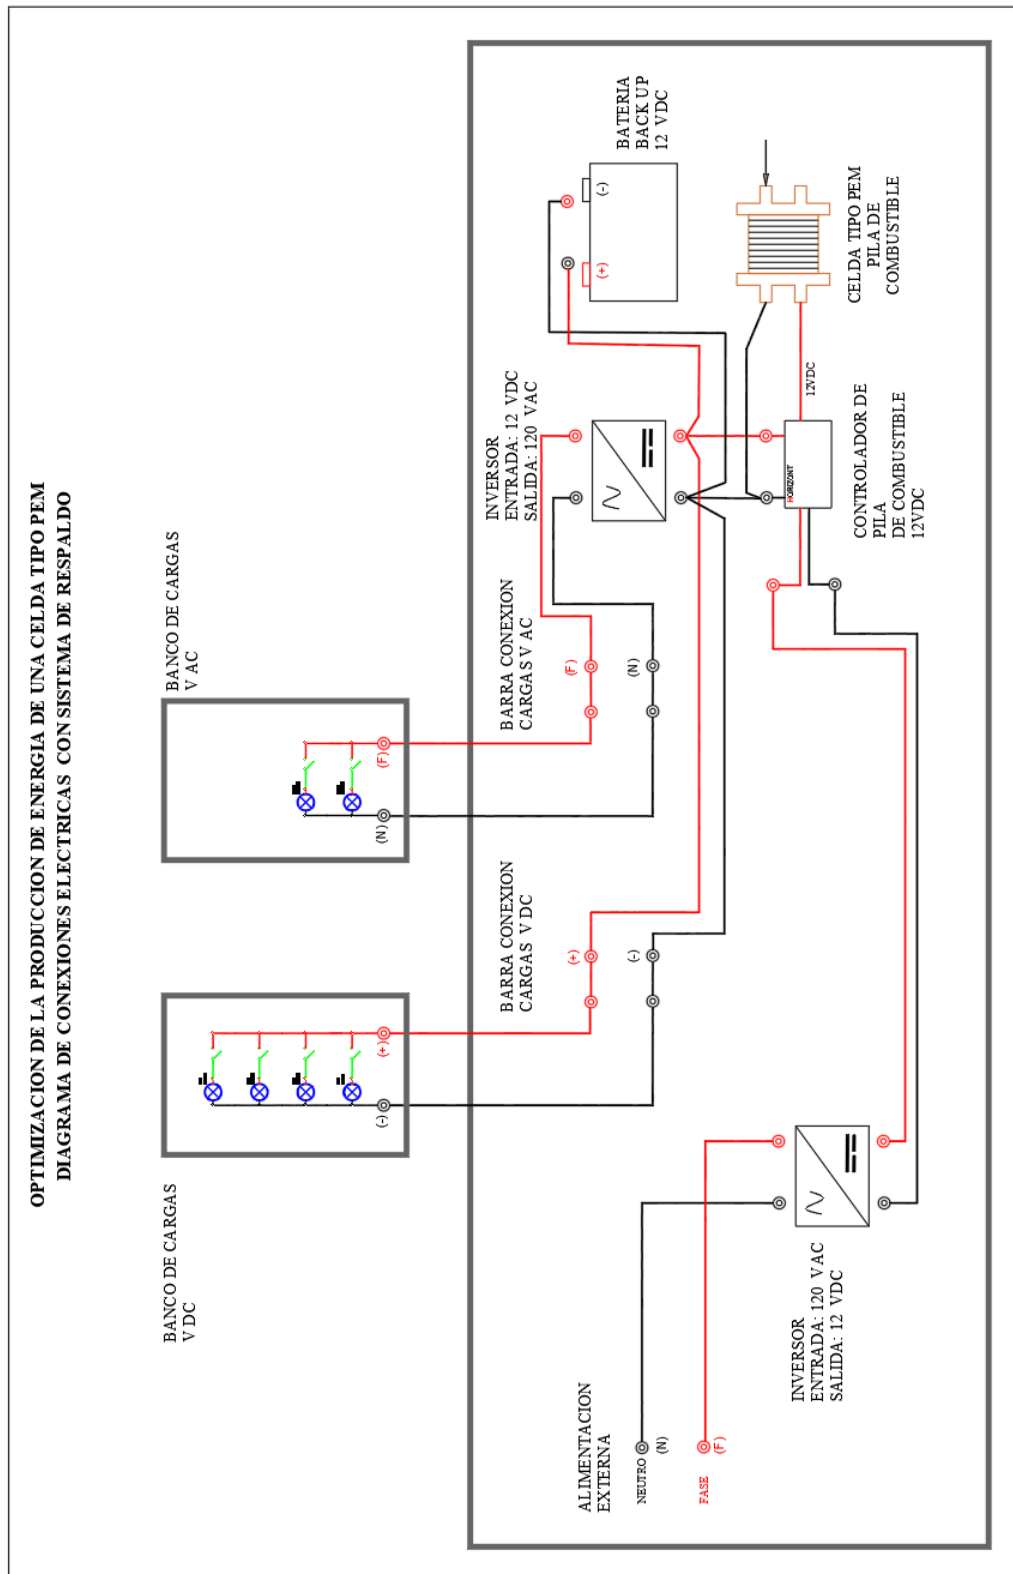 OPTIMIZACION DE LA PRODUCCION DE ENERGIA DE UNA CELDA TIPO PEM
DIAGRAMA DE CONEXIONES ELECTRICAS CON SISTEMA DE RESPALDO
BANCO DE CARGAS
V DC
BANCO DE CARGAS
V AC
(-)
(+)
(N)
(F)
BARRA CONEXION
CARGAS V DC
(+)
(-)
BARRA CONEXION
CARGAS V AC
(F)
(N)
INVERSOR
ENTRADA: 12 VDC
SALIDA: 120 VAC
BATERIA
BACK UP
12 VDC
(+)
(-)
ALIMENTACION
EXTERNA
NEUTRO
(N)
FASE
(F)
INVERSOR
ENTRADA: 120 VAC
SALIDA: 12 VDC
HORIZONT
12VDC
CONTROLADOR DE
PILA
DE COMBUSTIBLE
12VDC
CELDA TIPO PEM
PILA DE
COMBUSTIBLE